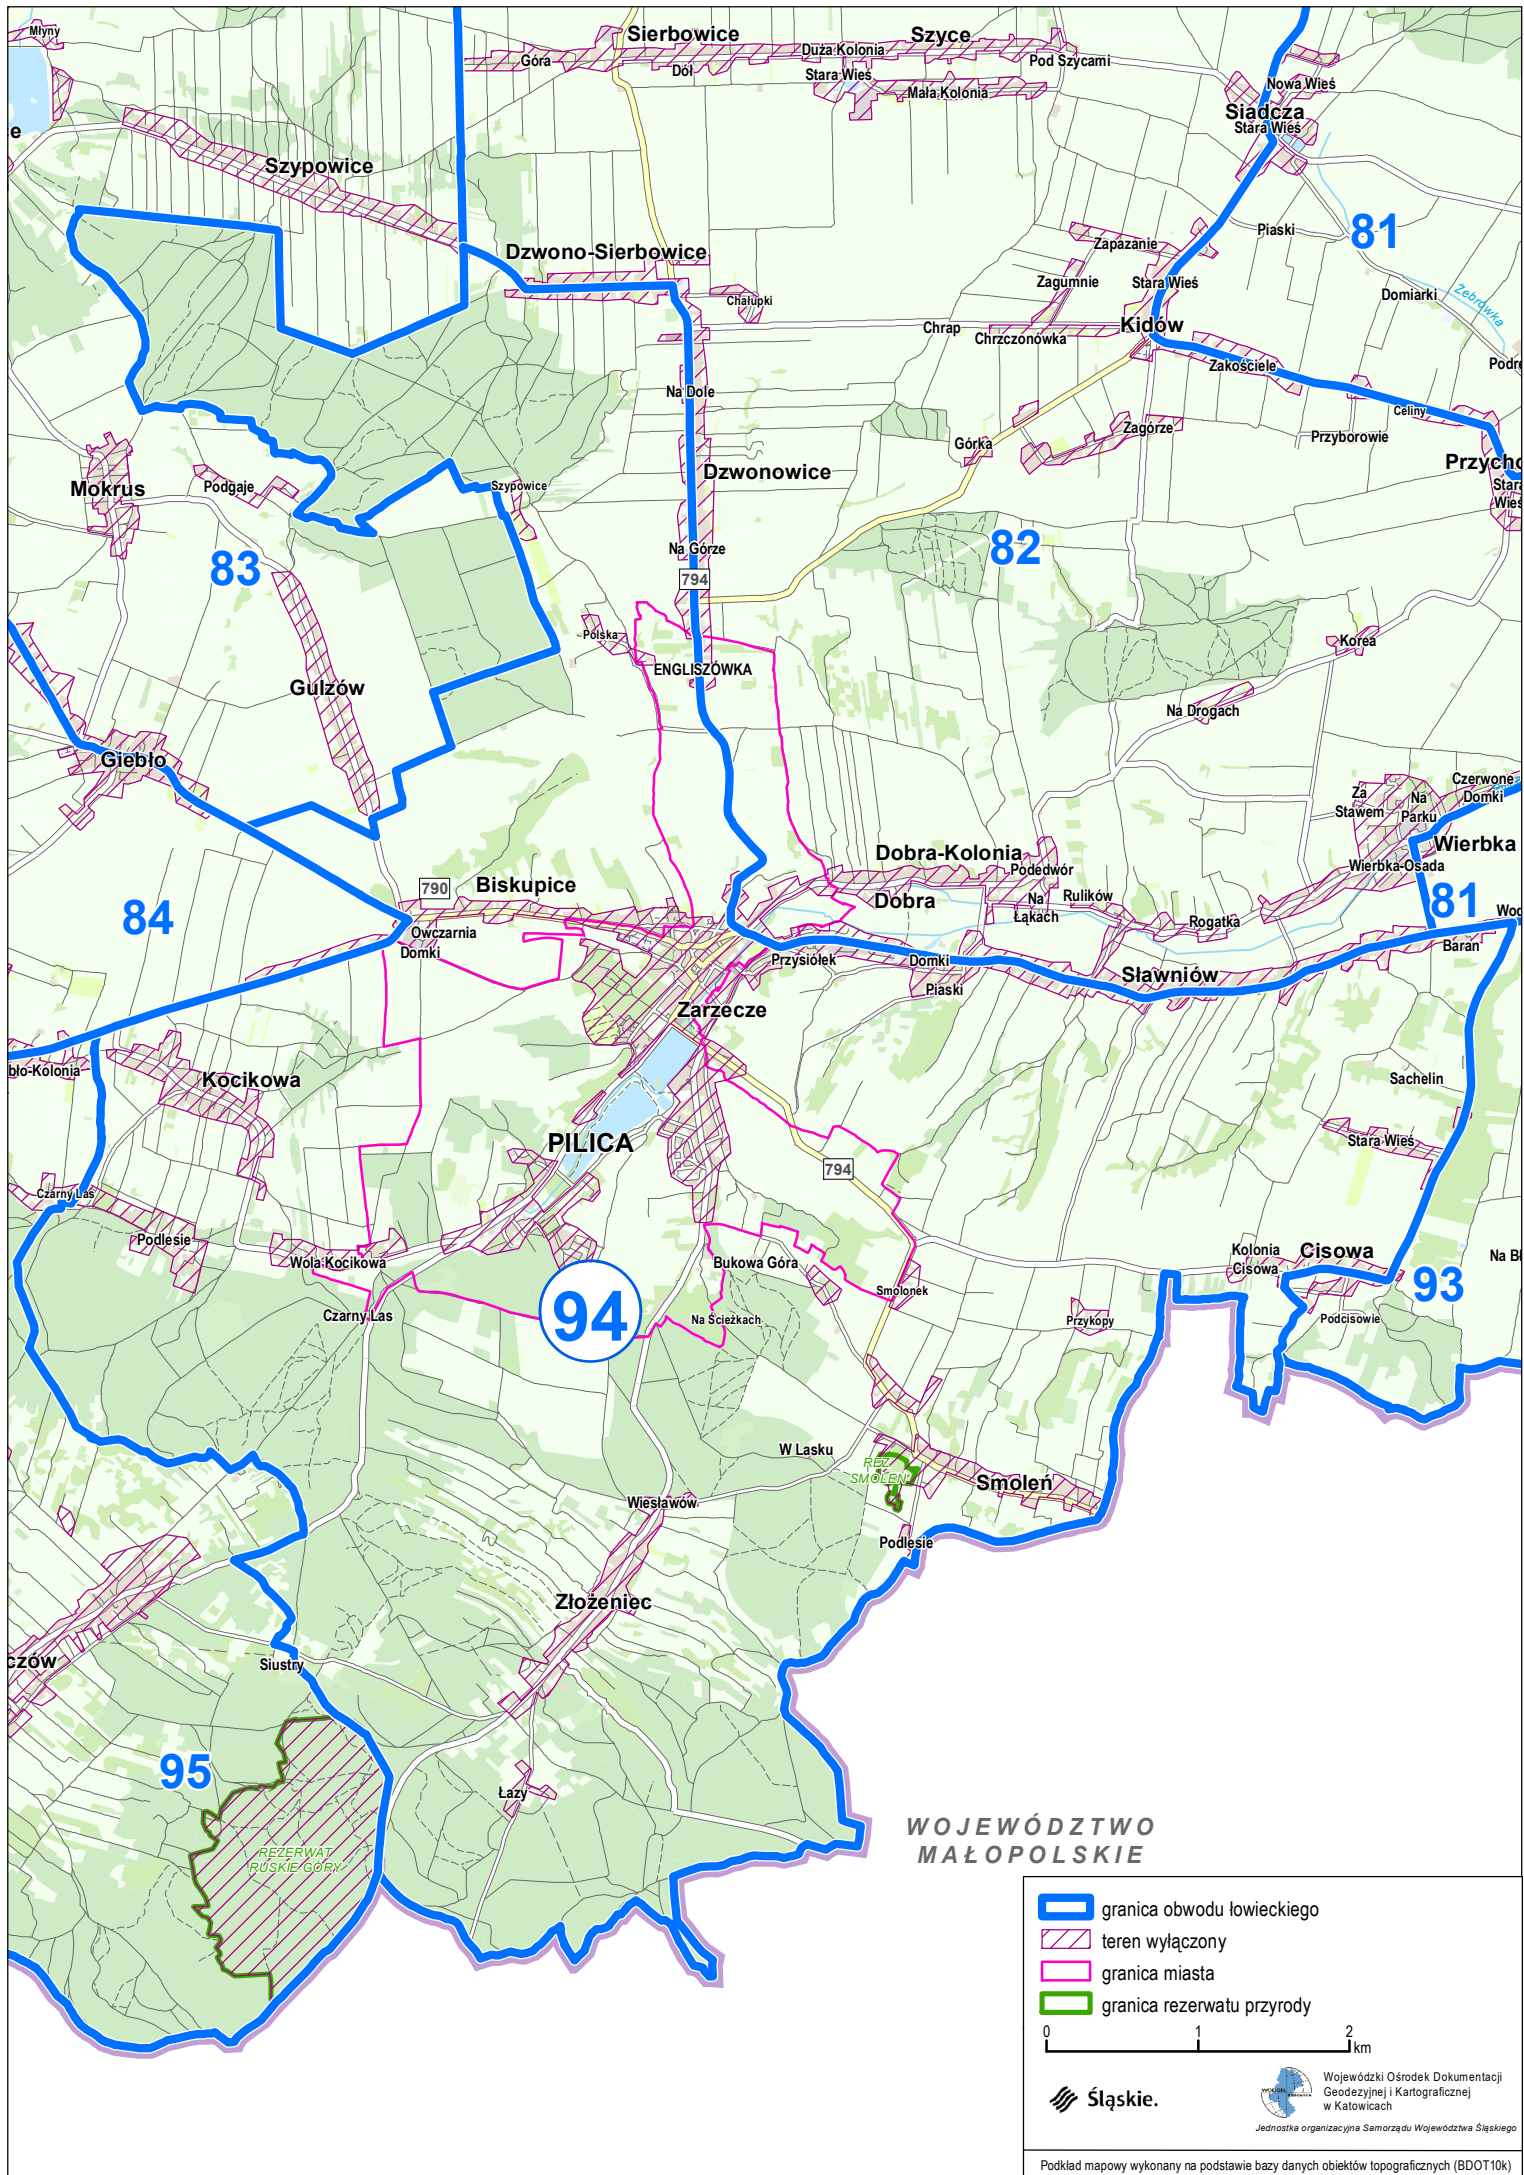 Młyny
Sierbowice
Szyce
Góra
Dół
Duża Kolonia
Stara Wieś
Pod Szycami
Mała Kolonia
Nowa Wieś
Siadcza
Stara Wieś
Szypowice
Dzwono-Sierbowice
Zapazanie
Piaski
81
Zagumnie
Stara Wieś
Domiarki
Żebrówka
Chałupki
Chrap
Chrzczonówka
Kidów
Zakościele
Na Dole
Celiny
Przyborowie
Zagórze
Górka
Dzwonowice
Mokrus
Podgaje
Szypowice
Stara
Wieś
83
Na Górze
82
794
Polska
ENGLISZÓWKA
Korea
Gulzów
Na Drogach
Giebło
Czerwone
Domki
Za
Stawem
Na
Parku
Wierbka
Wierbka-Osada
Dobra-Kolonia
Podedwór
790
Biskupice
Dobra
Na
Łąkach
Rulików
Rogatka
81
84
Owczarnia
Domki
Przysiółek
Domki
Piaski
Sławniów
Baran
Zarzecze
bło-Kolonia
Kocikowa
Sachelin
PILICA
Stara Wieś
794
Czarny Las
Podlesie
Wola Kocikowa
Bukowa Góra
Kolonia
Cisowa
Cisowa
Na Bł
93
Smolonek
Czarny Las
94
Na Ścieżkach
Przykopy
Podcisowie
W Lasku
REZ.
SMOLEŃ
Smoleń
Wiesławów
Podlesie
Złożeniec
czów
Siustry
95
Łazy
REZERWAT
RUSKIE GÓRY
WOJEWÓDZTWO
MAŁOPOLSKIE
granica obwodu łowieckiego
teren wyłączony
granica miasta
granica rezerwatu przyrody
0 1 2
km
Śląskie.
Wojewódzki Ośrodek Dokumentacji
Geodezyjnej i Kartograficznej
w Katowicach
Jednostka organizacyjna Samorządu Województwa Śląskiego
Podkład mapowy wykonany na podstawie bazy danych obiektów topograficznych (BDOT10k)